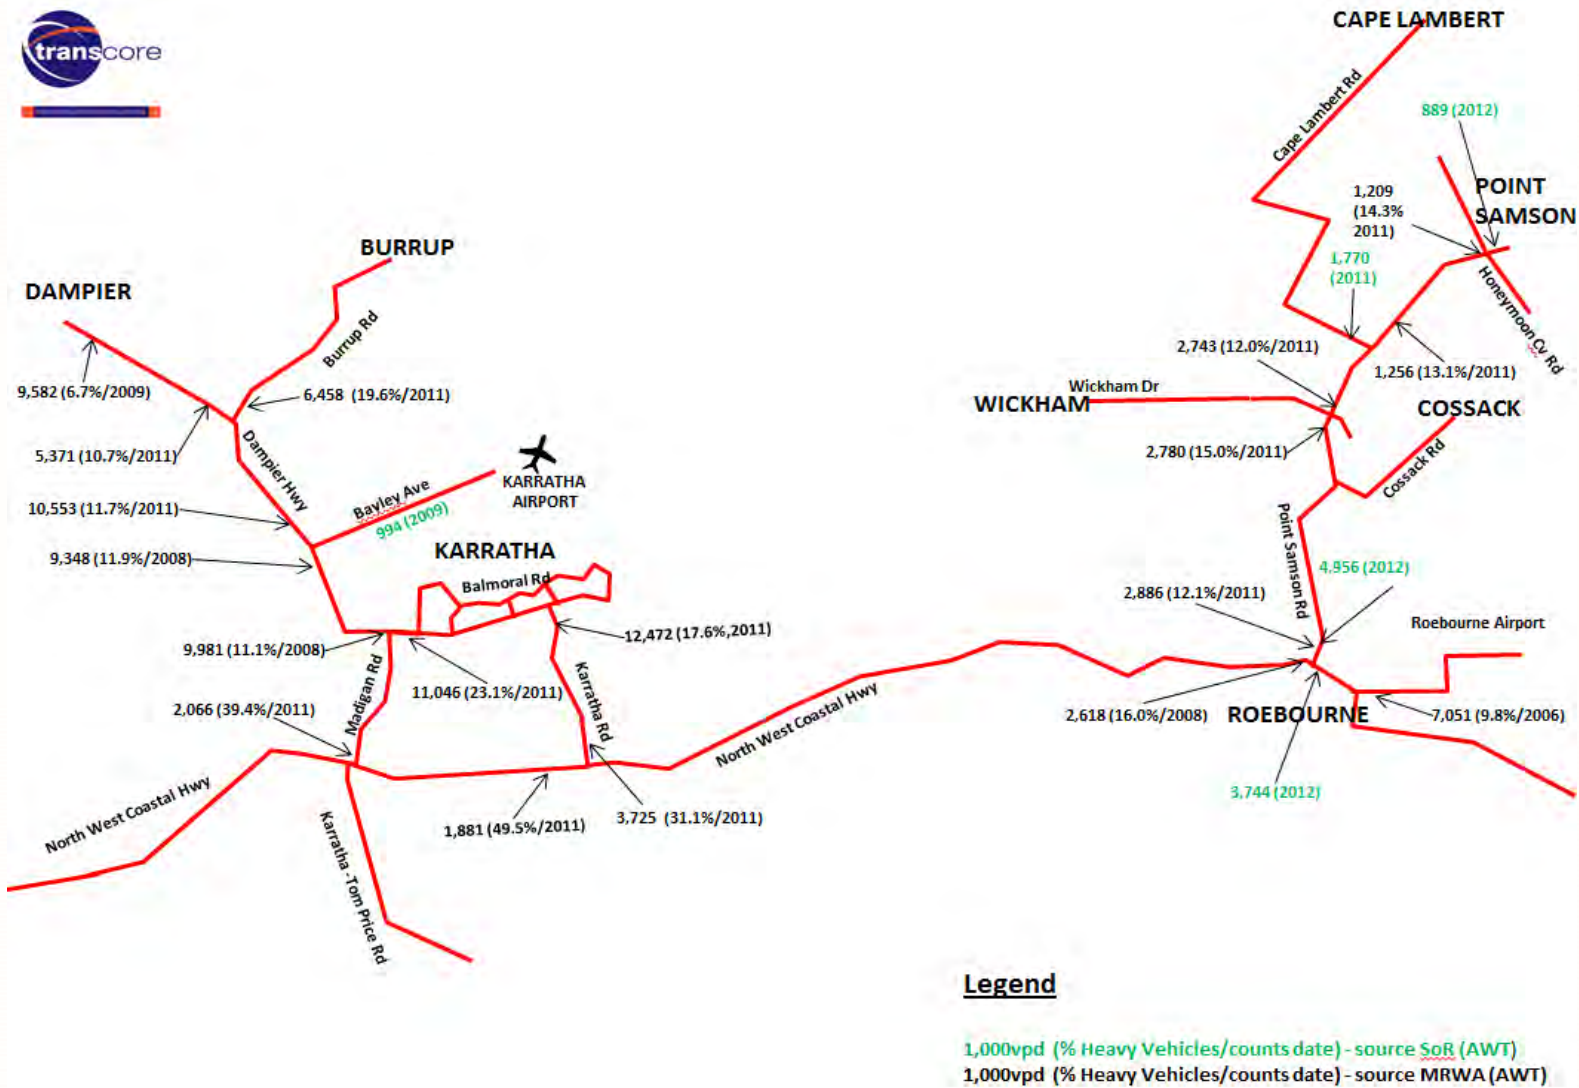 transcore
CAPE LAMBERT
Cape Lambert Rd
889 (2012)
POINT
SAMSON
1,209
(14.3%
2011)
1,770
(2011)
Honeymoon Cv Rd
BURRUP
DAMPIER
Burrup Rd
2,743 (12.0%/2011)
1,256 (13.1%/2011)
9,582 (6.7%/2009)
6,458 (19.6%/2011)
Wickham Dr
WICKHAM
COSSACK
5,371 (10.7%/2011)
Dampier Hwy
2,780 (15.0%/2011)
Cossack Rd
KARRATHA
AIRPORT
Bayley Ave
994 (2009)
10,553 (11.7%/2011)
Point Samson Rd
9,348 (11.9%/2008)
KARRATHA
Balmoral Rd
4,956 (2012)
2,886 (12.1%/2011)
Roebourne Airport
12,472 (17.6%,2011)
9,981 (11.1%/2008)
Madigan Rd
11,046 (23.1%/2011)
Karratha Rd
2,066 (39.4%/2011)
North West Coastal Hwy
2,618 (16.0%/2008)
ROEBOURNE
7,051 (9.8%/2006)
North West Coastal Hwy
3,744 (2012)
1,881 (49.5%/2011)
3,725 (31.1%/2011)
Karratha -Tom Price Rd
Legend
1,000vpd (% Heavy Vehicles/counts date) - source SoR (AWT)
1,000vpd (% Heavy Vehicles/counts date) - source MRWA (AWT)